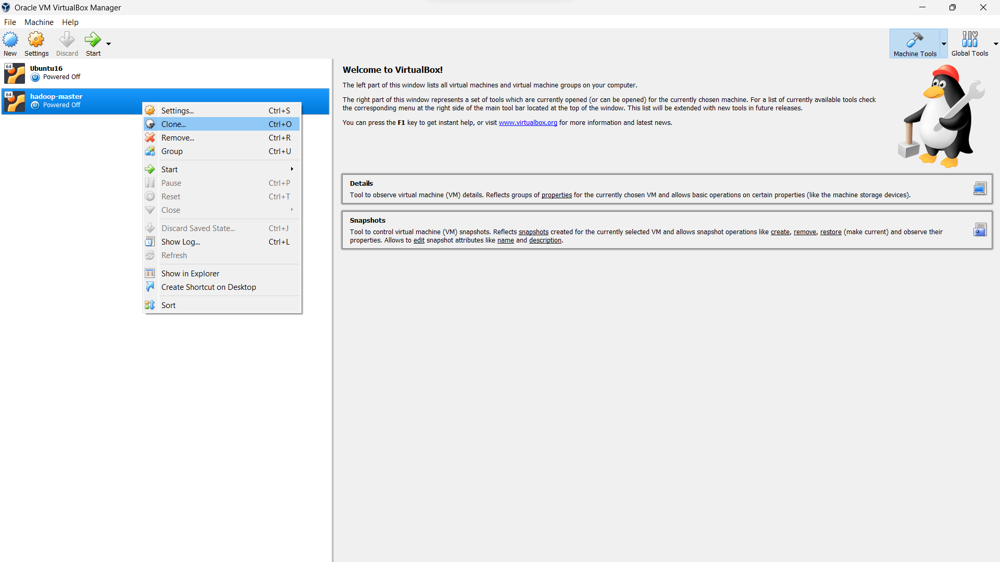 Oracle VM VirtualBox Manager
File Machine Help
New Settings Discard Start
Machine Tools Global Tools
64
Ubuntu16
Powered Off
64
hadoop-master
Powered Off
Settings... Ctrl+S
Clone... Ctrl+O
Remove... Ctrl+R
Group Ctrl+U
Start
Pause Ctrl+P
Reset Ctrl+T
Close
Discard Saved State... Ctrl+J
Show Log... Ctrl+L
Refresh
Show in Explorer
Create Shortcut on Desktop
Sort
Welcome to VirtualBox!
The left part of this window lists all virtual machines and virtual machine groups on your computer.
The right part of this window represents a set of tools which are currently opened (or can be opened) for the currently chosen machine. For a list of currently available tools check
the corresponding menu at the right side of the main tool bar located at the top of the window. This list will be extended with new tools in future releases.
You can press the F1 key to get instant help, or visit www.virtualbox.org for more information and latest news.
Details
Tool to observe virtual machine (VM) details. Reflects groups of properties for the currently chosen VM and allows basic operations on certain properties (like the machine storage devices).
Snapshots
Tool to control virtual machine (VM) snapshots. Reflects snapshots created for the currently selected VM and allows snapshot operations like create, remove, restore (make current) and observe their
properties. Allows to edit snapshot attributes like name and description.